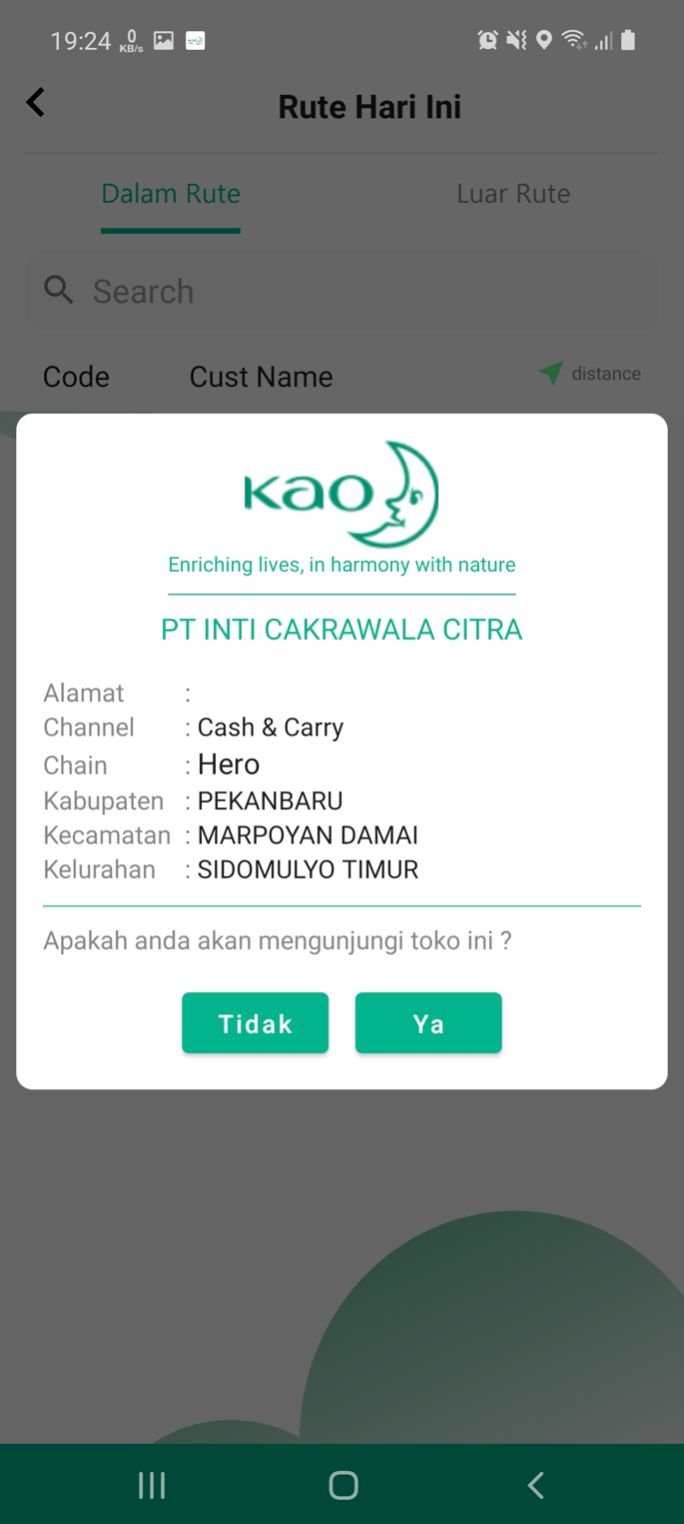 19:24 0 KB/s
Rute Hari Ini
Dalam Rute Luar Rute
Search
Code Cust Name distance
Kao
Enriching lives, in harmony with nature
PT INTI CAKRAWALA CITRA
Alamat :
Channel : Cash & Carry
Chain : Hero
Kabupaten : PEKANBARU
Kecamatan : MARPOYAN DAMAI
Kelurahan : SIDOMULYO TIMUR
Apakah anda akan mengunjungi toko ini ?
Tidak Ya